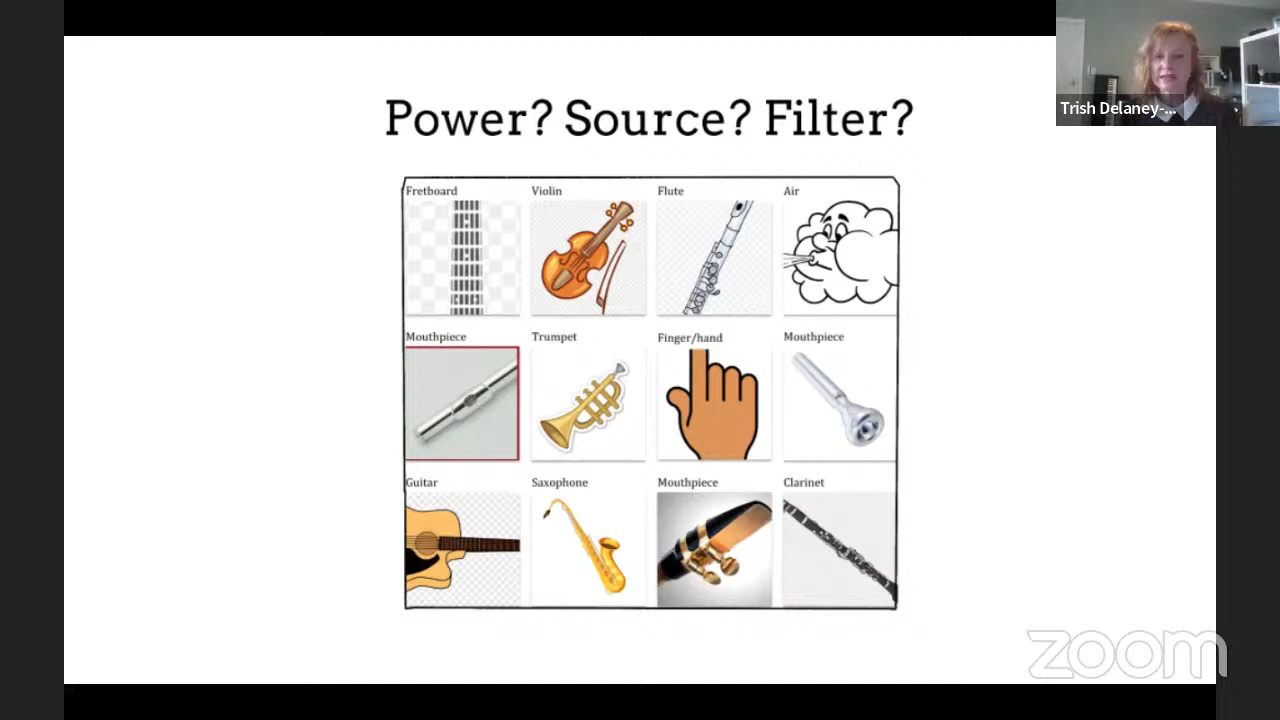 Power? Source? Filter?
Trish Delaney-...
Fretboard Violin Flute Air
Mouthpiece Trumpet Finger/hand Mouthpiece
Guitar Saxophone Mouthpiece Clarinet
zoom